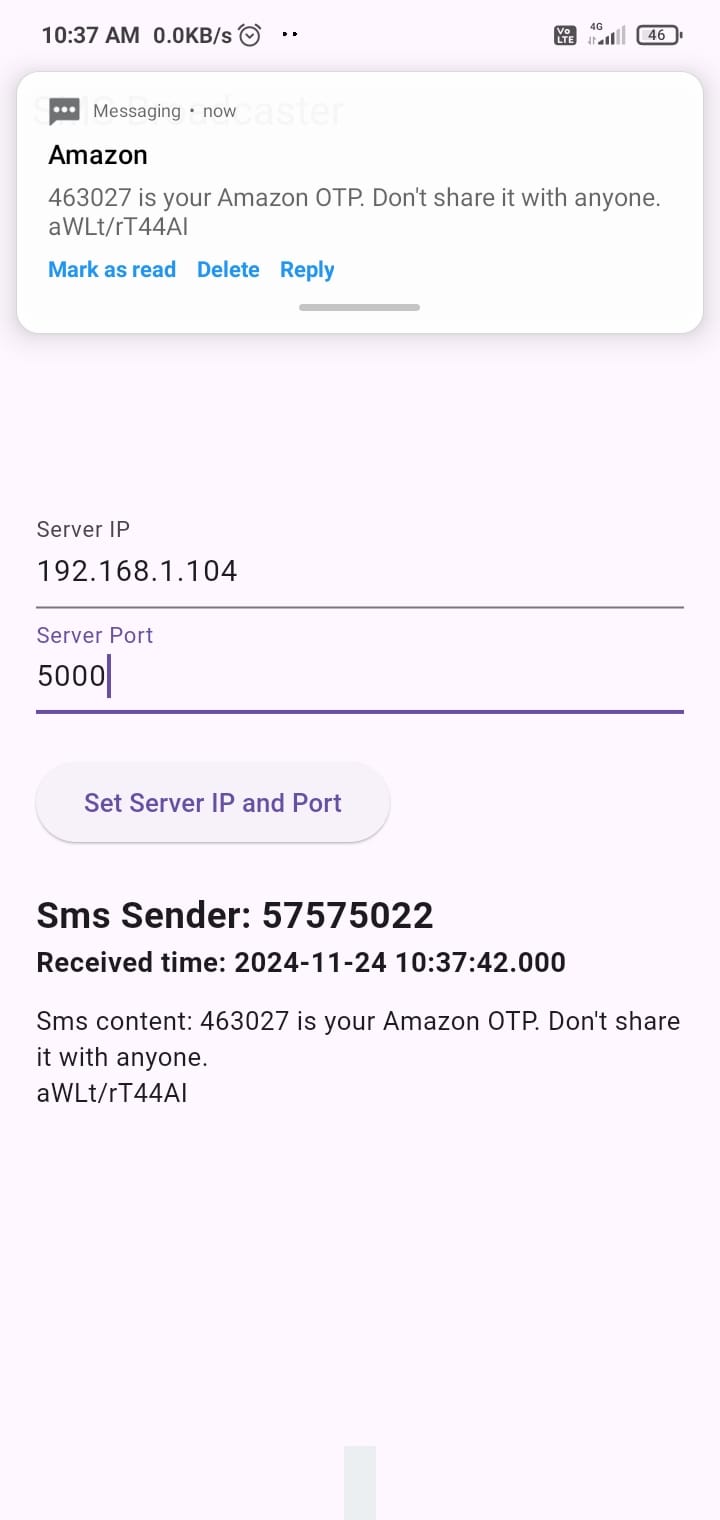 10:37 AM 0.0KB/s
Vo LTE 4G 46
SMS Broadcaster
Messaging • now
Amazon
463027 is your Amazon OTP. Don't share it with anyone.
aWLt/rT44AI
Mark as read Delete Reply
Server IP
192.168.1.104
Server Port
5000
Set Server IP and Port
Sms Sender: 57575022
Received time: 2024-11-24 10:37:42.000
Sms content: 463027 is your Amazon OTP. Don't share
it with anyone.
aWLt/rT44AI